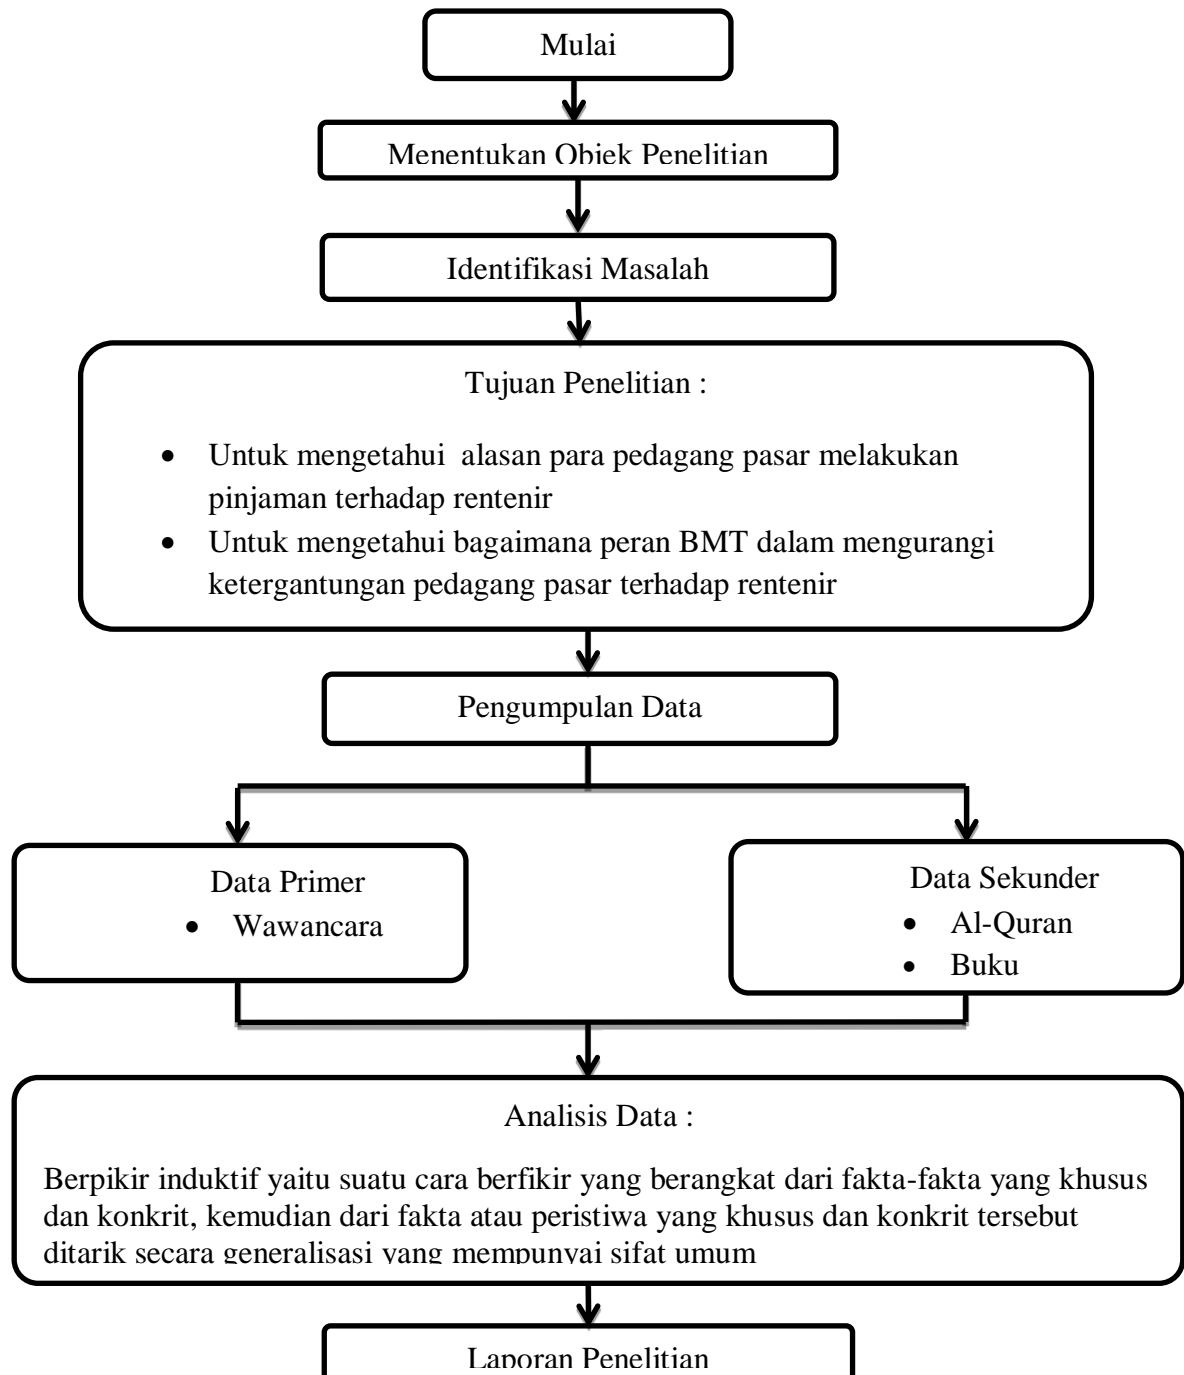 Mulai
Menentukan Objek Penelitian
Identifikasi Masalah
Tujuan Penelitian :
• Untuk mengetahui alasan para pedagang pasar melakukan
pinjaman terhadap rentenir
• Untuk mengetahui bagaimana peran BMT dalam mengurangi
ketergantungan pedagang pasar terhadap rentenir
Pengumpulan Data
Data Primer
• Wawancara
Data Sekunder
• Al-Quran
• Buku
Analisis Data :
Berpikir induktif yaitu suatu cara berfikir yang berangkat dari fakta-fakta yang khusus
dan konkrit, kemudian dari fakta atau peristiwa yang khusus dan konkrit tersebut
ditarik secara generalisasi yang mempunyai sifat umum
Laporan Penelitian